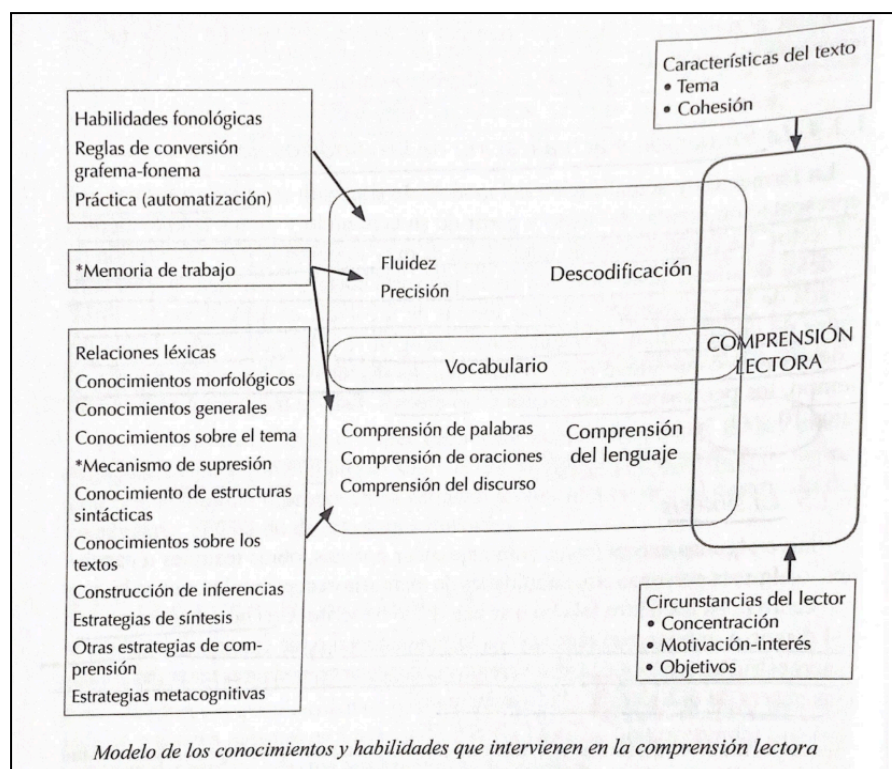 Características del texto
• Tema
• Cohesión
Habilidades fonológicas
Reglas de conversión
grafema-fonema
Práctica (automatización)
*Memoria de trabajo
Relaciones léxicas
Conocimientos morfológicos
Conocimientos generales
Conocimientos sobre el tema
*Mecanismo de supresión
Conocimiento de estructuras
sintácticas
Conocimientos sobre los
textos
Construcción de inferencias
Estrategias de síntesis
Otras estrategias de com-
prensión
Estrategias metacognitivas
Fluidez
Precisión
Descodificación
Vocabulario
Comprensión de palabras
Comprensión de oraciones
Comprensión del discurso
Comprensión
del lenguaje
COMPRENSIÓN
LECTORA
Circunstancias del lector
• Concentración
• Motivación-interés
• Objetivos
Modelo de los conocimientos y habilidades que intervienen en la comprensión lectora